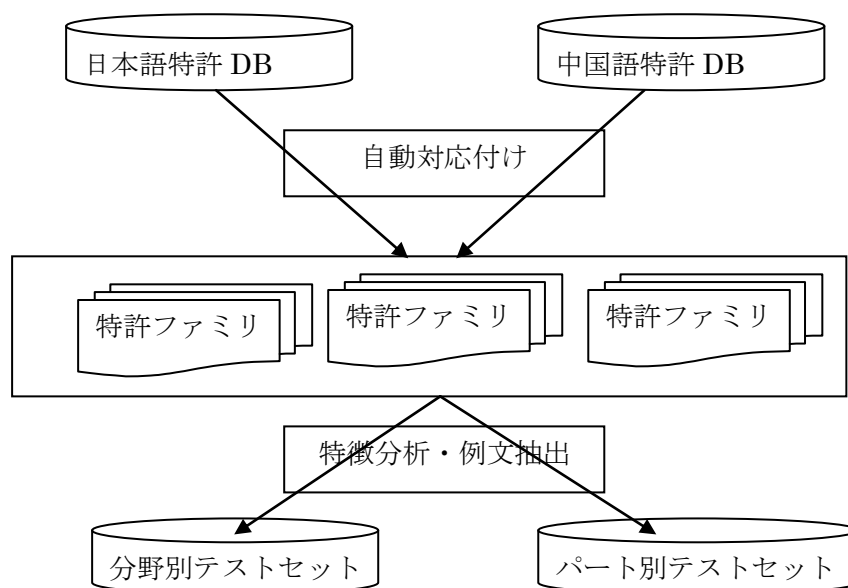 日本語特許 DB
中国語特許 DB
自動対応付け
特許ファミリ
特許ファミリ
特許ファミリ
特徴分析・例文抽出
分野別テストセット
パート別テストセット